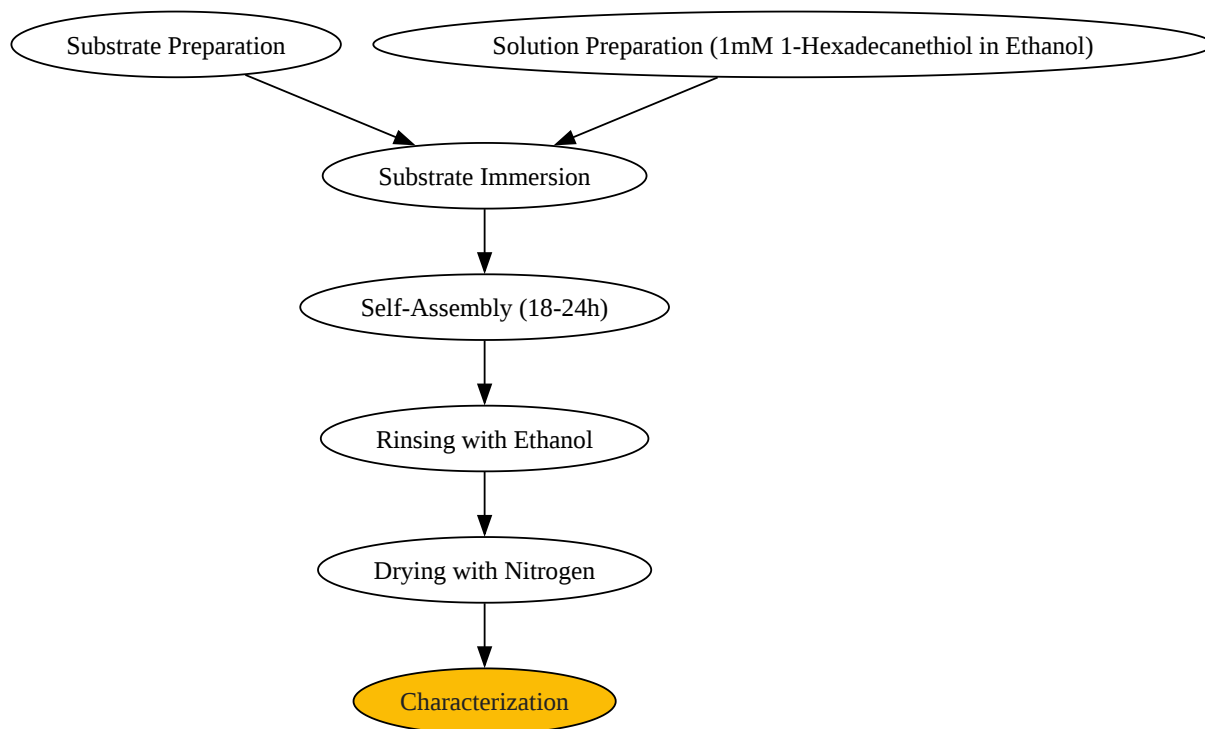 Substrate Preparation
Solution Preparation (1mM 1-Hexadecanethiol in Ethanol)
Substrate Immersion
Self-Assembly (18-24h)
Rinsing with Ethanol
Drying with Nitrogen
Characterization